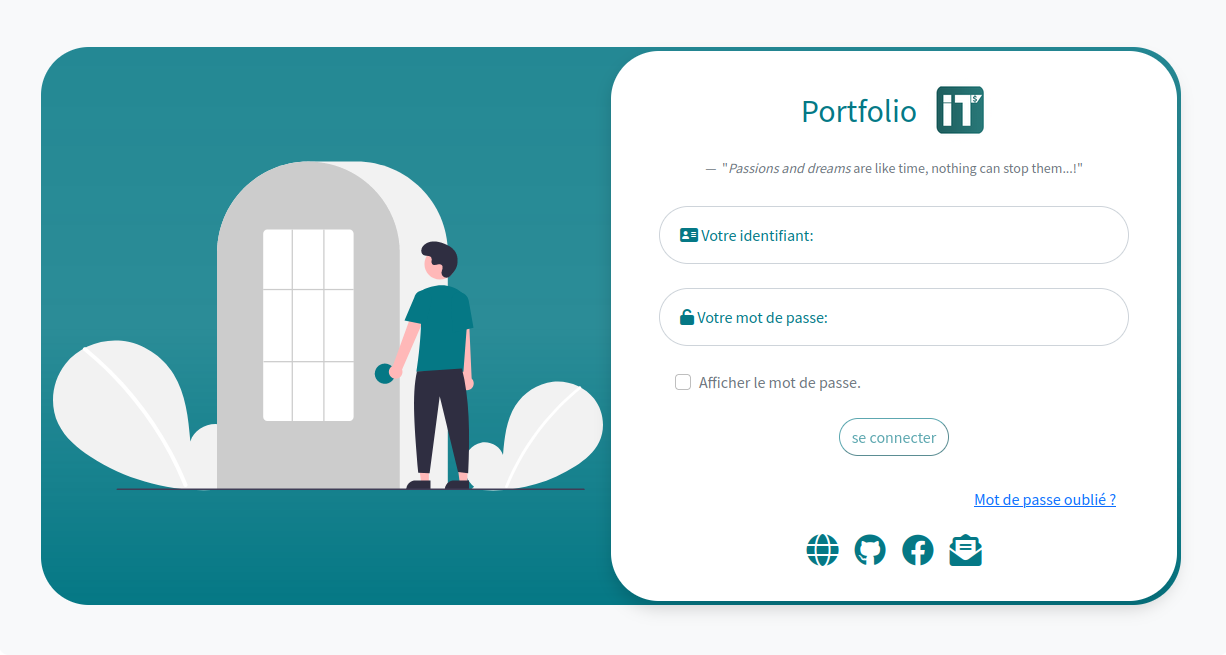 Portfolio iT
— "Passions and dreams are like time, nothing can stop them...!"
Votre identifiant:
Votre mot de passe:
Afficher le mot de passe.
se connecter
Mot de passe oublié ?